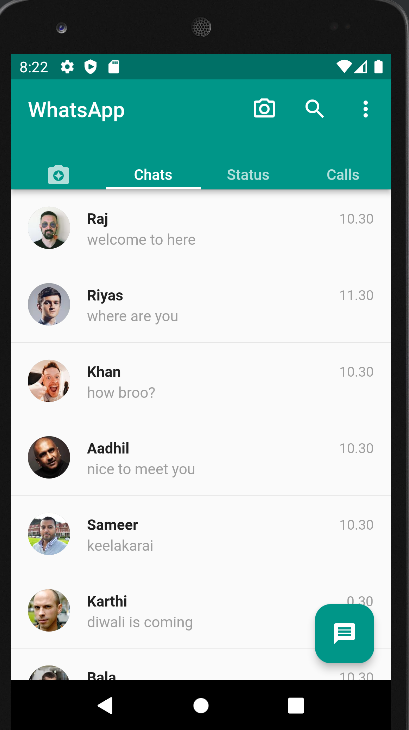 8:22
WhatsApp
Chats Status Calls
Raj 10.30
welcome to here
Riyas 11.30
where are you
Khan 10.30
how broo?
Aadhil 10.30
nice to meet you
Sameer 10.30
keelakarai
Karthi 0.30
diwali is coming
Bala 10.30